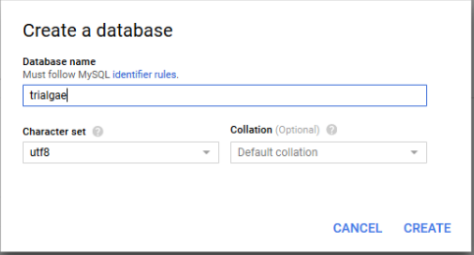 Create a database
Database name
Must follow MySQL identifier rules.
trialgae
Character set ?
Collation (Optional) ?
utf8
Default collation
CANCEL CREATE